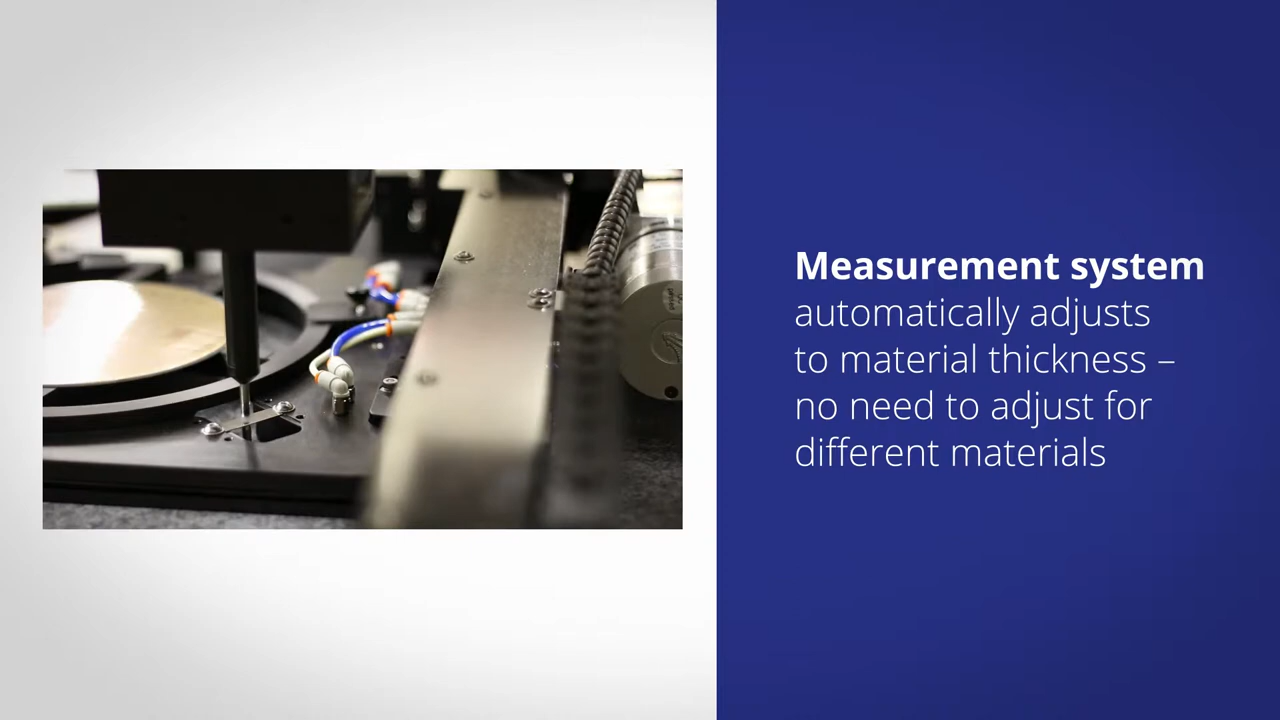 Measurement system
automatically adjusts
to material thickness –
no need to adjust for
different materials